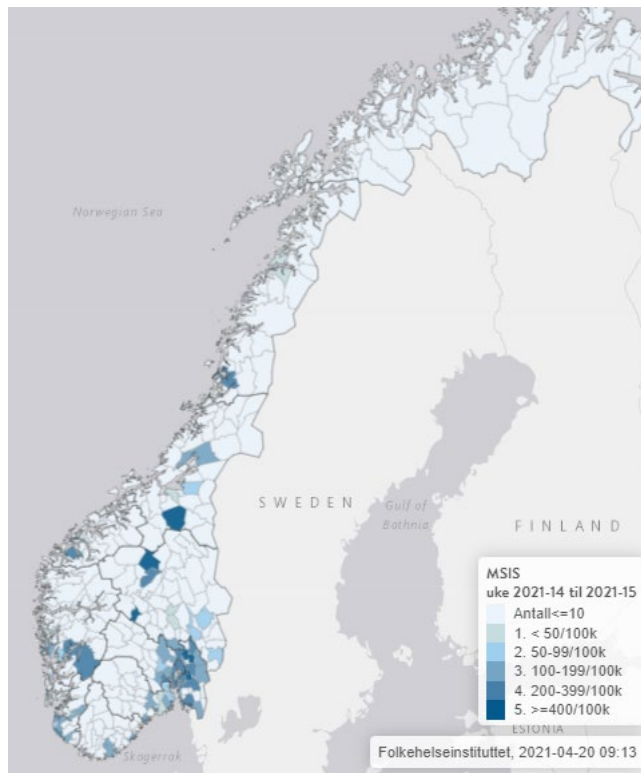 Norwegian Sea
SWEDEN
Gulf of
Bothnia
FINLAND
MSIS
uke 2021-14 til 2021-15
Antall<=10
1. < 50/100k
2. 50-99/100k
3. 100-199/100k
4. 200-399/100k
5. >=400/100k
ESTONIA
Skagerrak
Folkehelseinstituttet, 2021-04-20 09:13